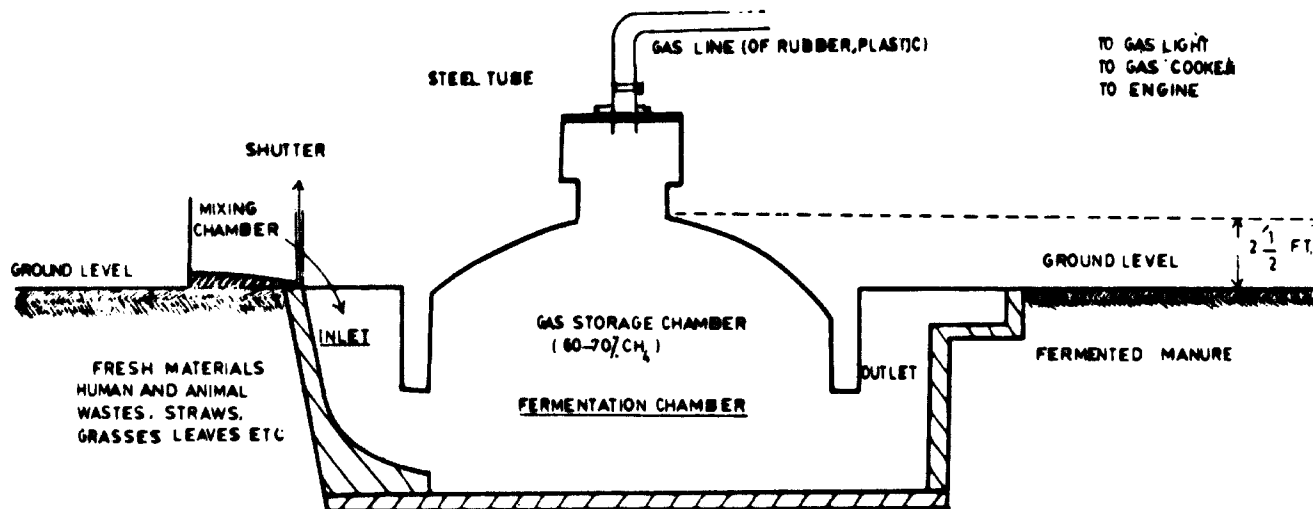 GAS LINE (OF RUBBER, PLASTIC)
TO GAS LIGHT
TO GAS COOKER
TO ENGINE
STEEL TUBE
SHUTTER
MIXING
CHAMBER
2 1/2 FT.
GROUND LEVEL
GROUND LEVEL
INLET
GAS STORAGE CHAMBER
(60-70% CH4)
FERMENTED MANURE
OUTLET
FRESH MATERIALS
HUMAN AND ANIMAL
WASTES. STRAWS.
GRASSES LEAVES ETC
FERMENTATION CHAMBER